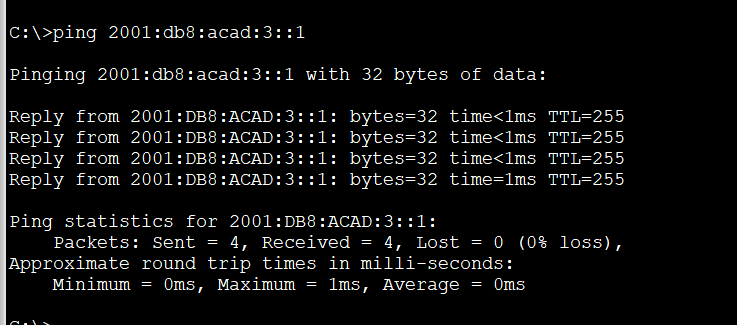 C:\>ping 2001:db8:acad:3::1
Pinging 2001:db8:acad:3::1 with 32 bytes of data:
Reply from 2001:DB8:ACAD:3::1: bytes=32 time<1ms TTL=255
Reply from 2001:DB8:ACAD:3::1: bytes=32 time<1ms TTL=255
Reply from 2001:DB8:ACAD:3::1: bytes=32 time<1ms TTL=255
Reply from 2001:DB8:ACAD:3::1: bytes=32 time=1ms TTL=255
Ping statistics for 2001:DB8:ACAD:3::1:
Packets: Sent = 4, Received = 4, Lost = 0 (0% loss),
Approximate round trip times in milli-seconds:
Minimum = 0ms, Maximum = 1ms, Average = 0ms
C:\>